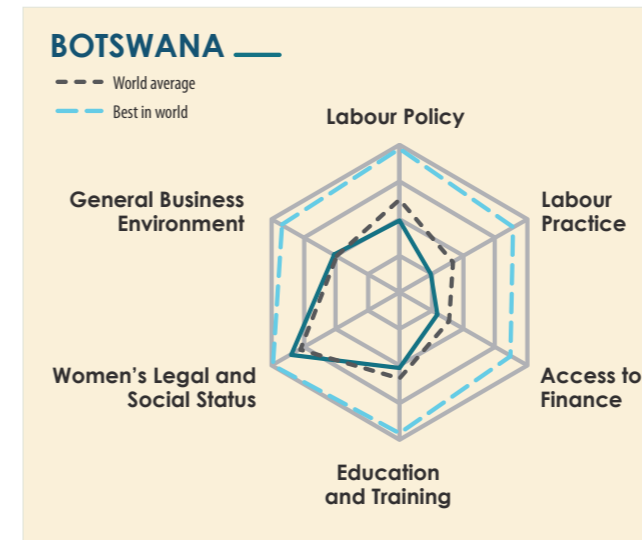 BOTSWANA
World average
Best in world
Labour Policy
General Business
Environment
Labour
Practice
Women’s Legal and
Social Status
Access to
Finance
Education
and Training